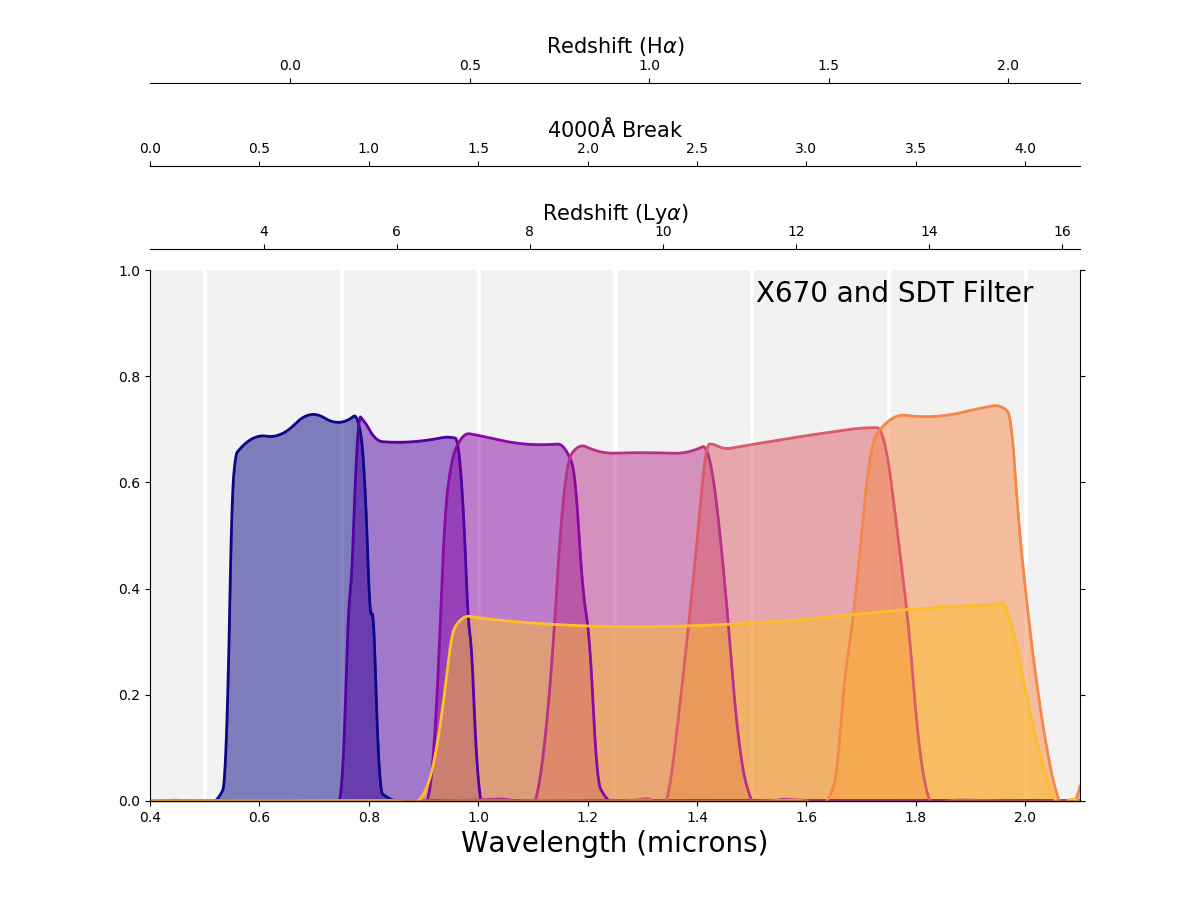 Redshift (Hα)
0.0 0.5 1.0 1.5 2.0
4000Å Break
0.0 0.5 1.0 1.5 2.0 2.5 3.0 3.5 4.0
Redshift (Lyα)
4 6 8 10 12 14 16
X670 and SDT Filter
1.0
0.8
0.6
0.4
0.2
0.0
0.4 0.6 0.8 1.0 1.2 1.4 1.6 1.8 2.0
Wavelength (microns)